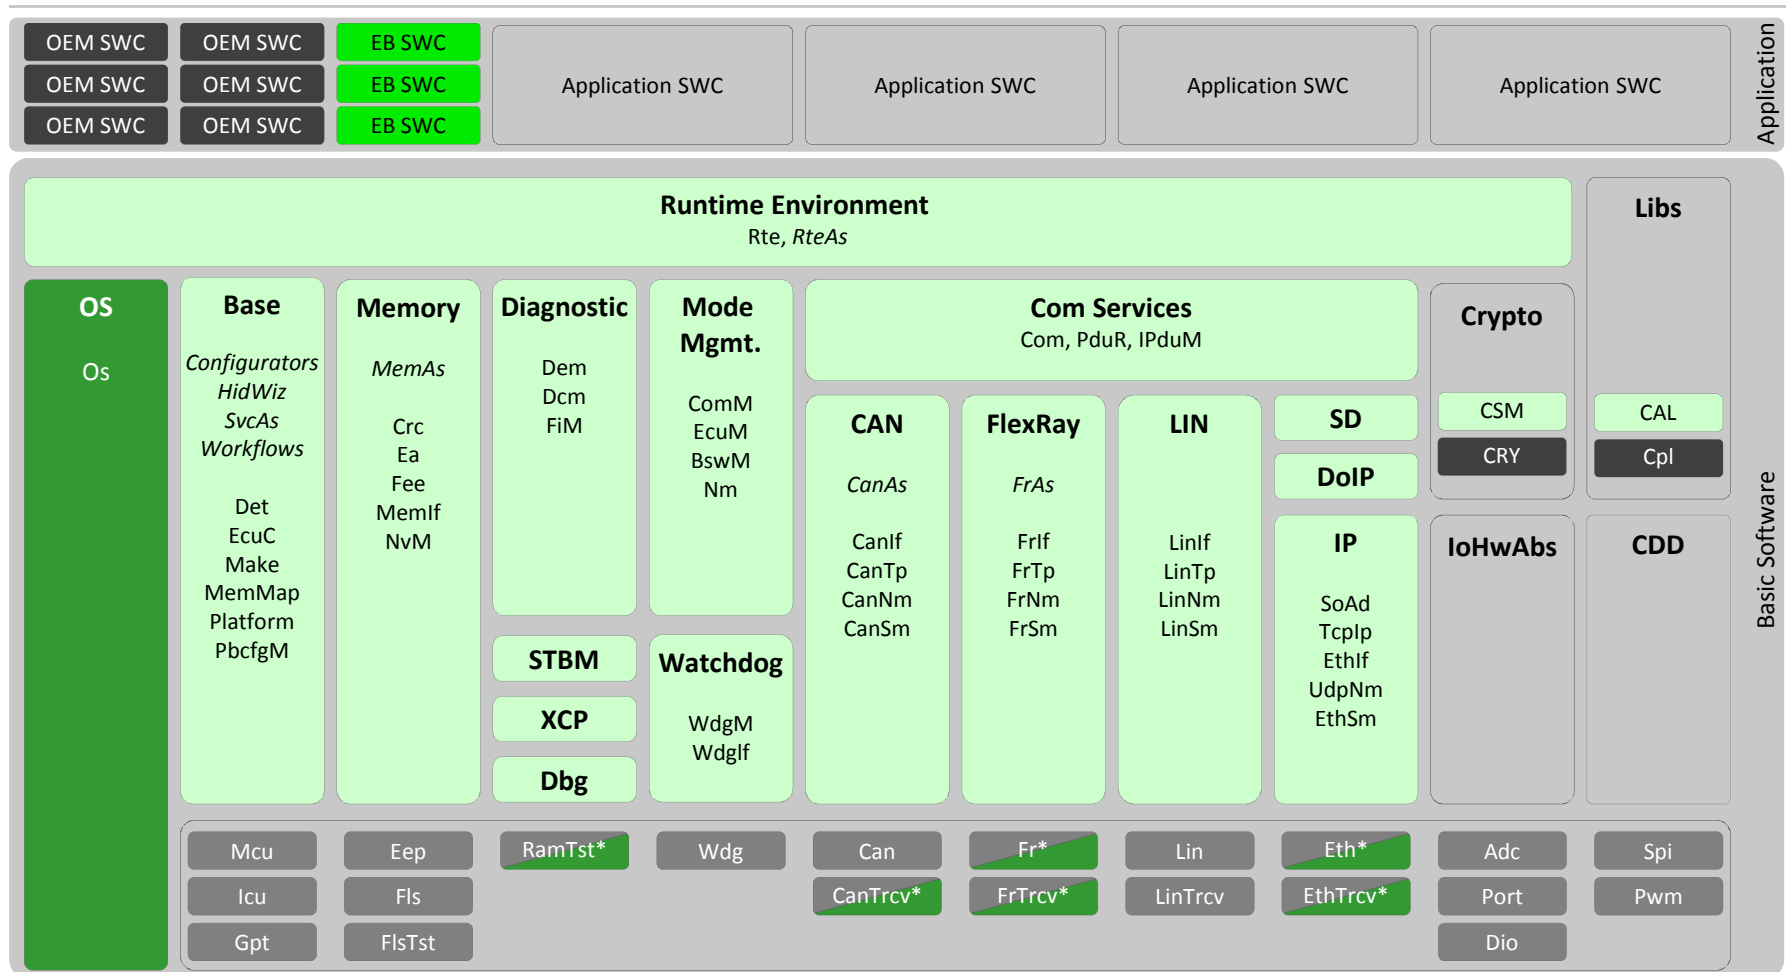 OEM SWC OEM SWC EB SWC
OEM SWC OEM SWC EB SWC
OEM SWC OEM SWC EB SWC
Application SWC Application SWC Application SWC Application SWC
Application
Runtime Environment
Rte, RteAs
Libs
OS
Os
Base
Configurators
HidWiz
SvcAs
Workflows
Det
EcuC
Make
MemMap
Platform
PbcfgM
Memory
MemAs
Crc
Ea
Fee
MemIf
NvM
Diagnostic
Dem
Dcm
FiM
STBM
XCP
Dbg
Mode
Mgmt.
ComM
EcuM
BswM
Nm
Watchdog
WdgM
WdgIf
Com Services
Com, PduR, IPduM
CAN
CanAs
CanIf
CanTp
CanNm
CanSm
FlexRay
FrAs
FrIf
FrTp
FrNm
FrSm
LIN
LinIf
LinTp
LinNm
LinSm
SD
DoIP
IP
SoAd
TcpIp
EthIf
UdpNm
EthSm
Crypto
CSM
CRY
CAL
Cpl
IoHwAbs
CDD
Basic Software
Mcu Eep RamTst* Wdg Can Fr* Lin Eth* Adc Spi
Icu Fls CanTrcv* FrTrcv* LinTrcv EthTrcv* Port Pwm
Gpt FlsTst Dio